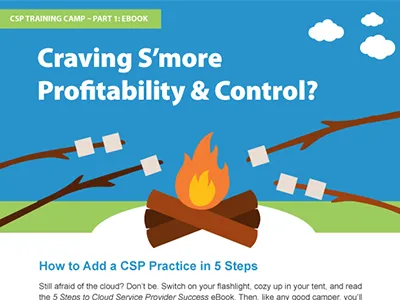 CSP TRAINING CAMP – PART 1: EBOOK
Craving S’more
Profitability & Control?
How to Add a CSP Practice in 5 Steps
Still afraid of the cloud? Don’t be. Switch on your flashlight, cozy up in your tent, and read
the 5 Steps to Cloud Service Provider Success eBook. Then, like any good camper, you’ll